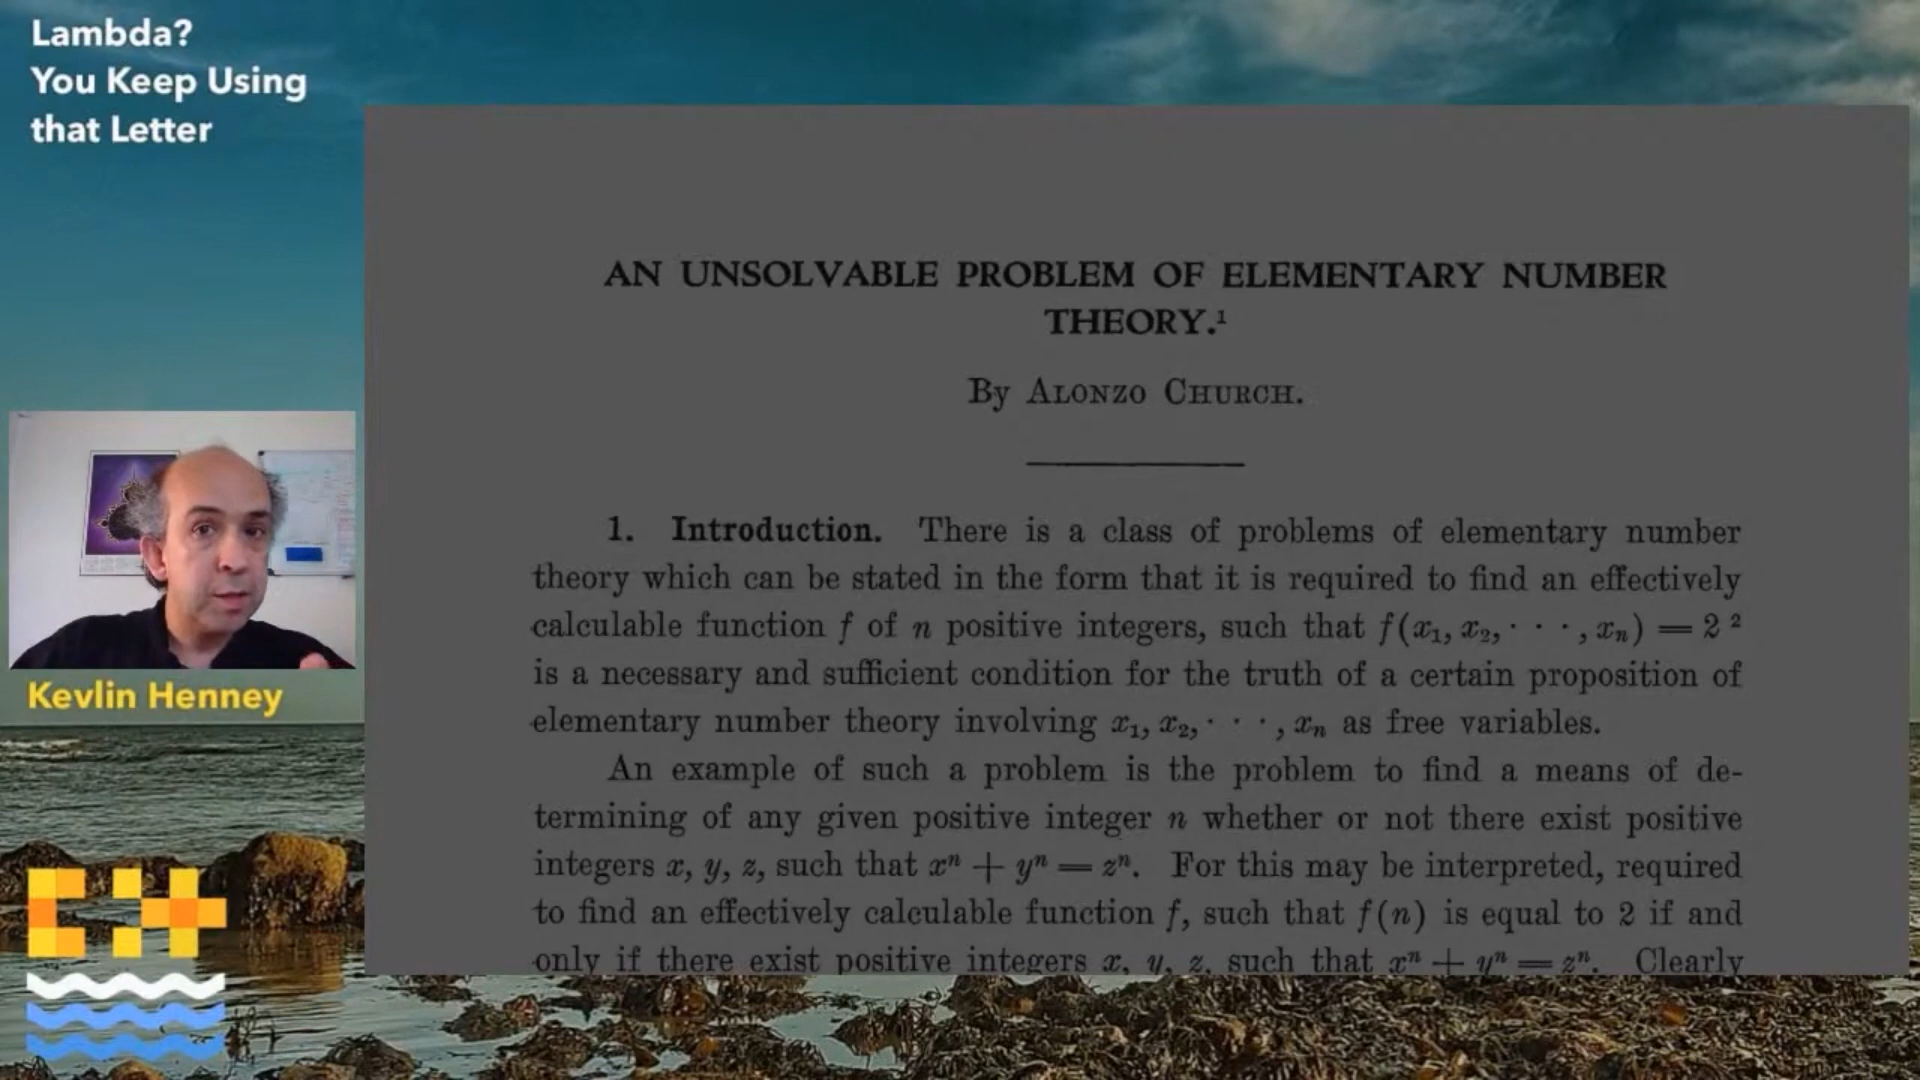 Lambda?
You Keep Using
that Letter
AN UNSOLVABLE PROBLEM OF ELEMENTARY NUMBER
THEORY.¹
By ALONZO CHURCH.
1. Introduction. There is a class of problems of elementary number
theory which can be stated in the form that it is required to find an effectively
calculable function f of n positive integers, such that f(x₁, x₂, · · · , xₙ) = 2 ²
is a necessary and sufficient condition for the truth of a certain proposition of
elementary number theory involving x₁, x₂, · · · , xₙ as free variables.
An example of such a problem is the problem to find a means of de-
termining of any given positive integer n whether or not there exist positive
integers x, y, z, such that xⁿ + yⁿ = zⁿ. For this may be interpreted, required
to find an effectively calculable function f, such that f(n) is equal to 2 if and
only if there exist positive integers x, y, z, such that xⁿ + yⁿ = zⁿ. Clearly
Kevlin Henney
C++